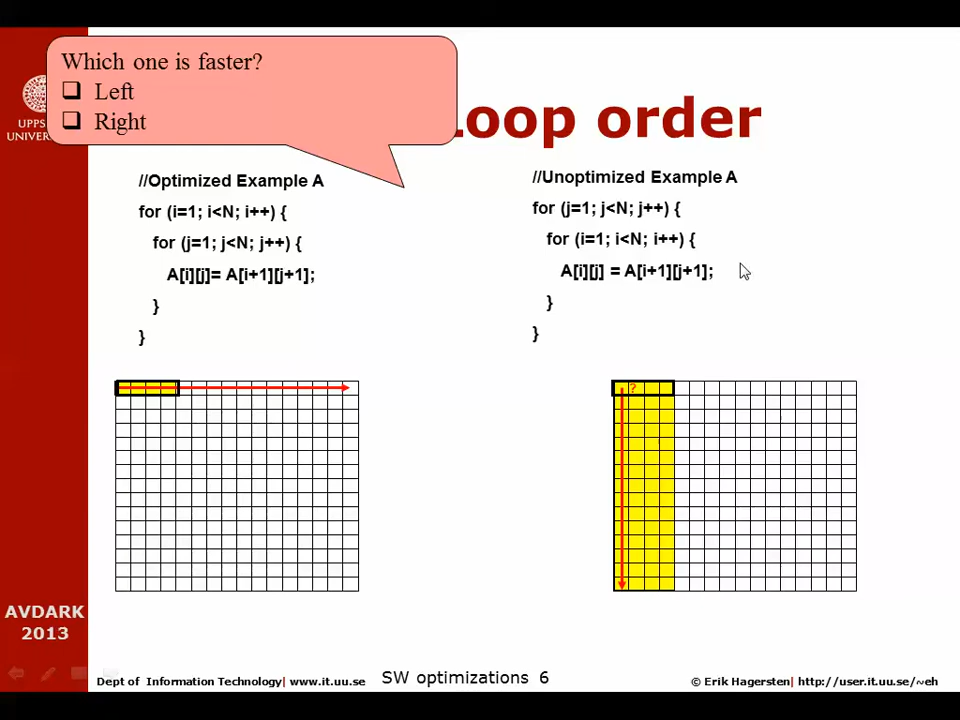 Which one is faster?
Left
Right
Loop order
UPPS
UNIVER
//Optimized Example A
for (i=1; i<N; i++) {
for (j=1; j<N; j++) {
A[i][j]= A[i+1][j+1];
}
}
//Unoptimized Example A
for (j=1; j<N; j++) {
for (i=1; i<N; i++) {
A[i][j] = A[i+1][j+1];
}
}
?
AVDARK
2013
Dept of Information Technology| www.it.uu.se
SW optimizations 6
© Erik Hagersten| http://user.it.uu.se/~eh